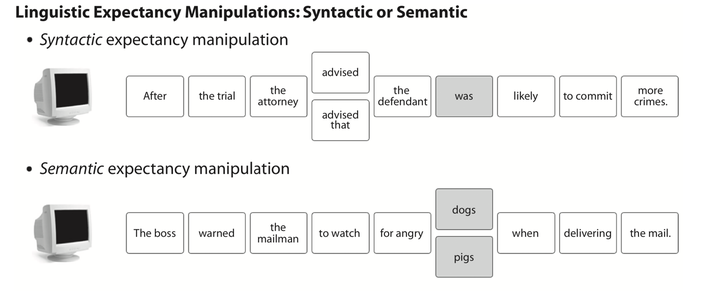 Linguistic Expectancy Manipulations: Syntactic or Semantic
• Syntactic expectancy manipulation
After
the trial
the
attorney
advised
advised
that
the
defendant
was
likely
to commit
more
crimes.
• Semantic expectancy manipulation
The boss
warned
the
mailman
to watch
for angry
dogs
pigs
when
delivering
the mail.